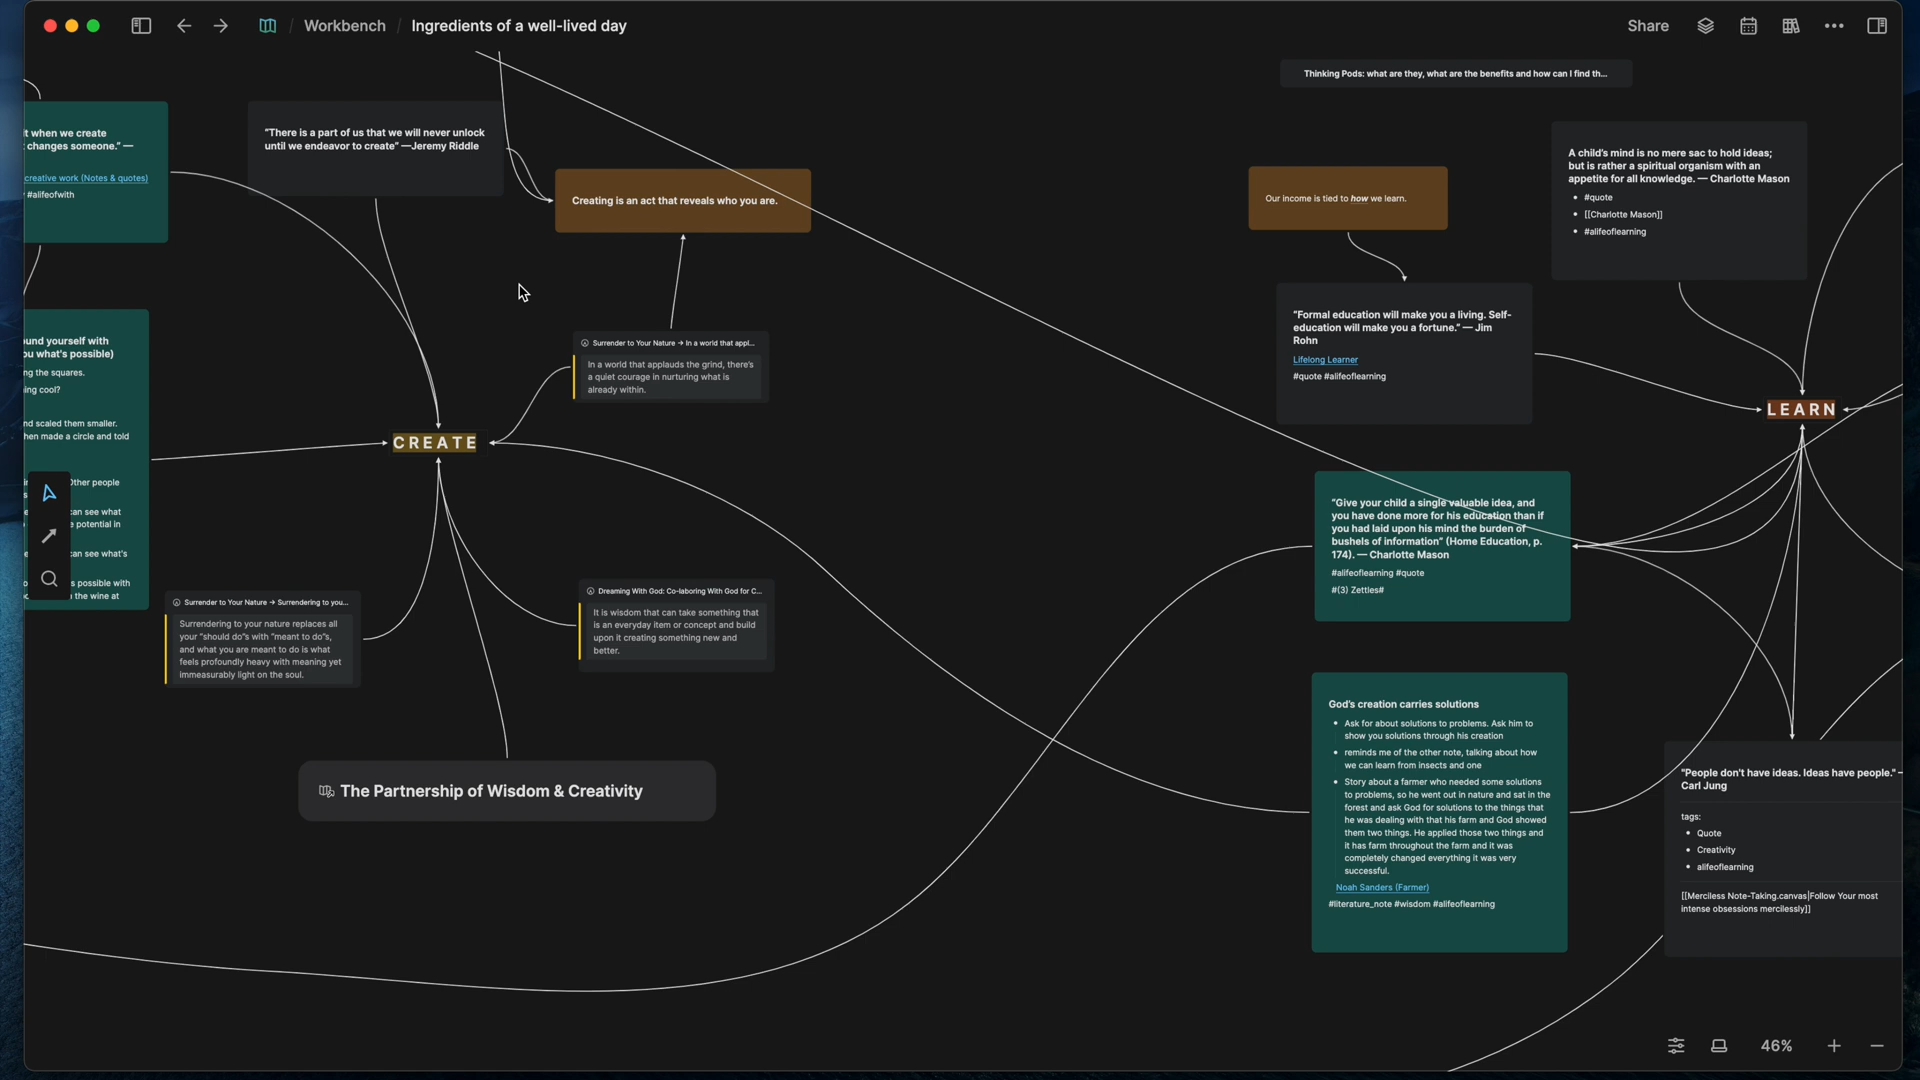 Workbench / Ingredients of a well-lived day
Share
Thinking Pods: what are they, what are the benefits and how can I find th...
it when we create
changes someone." —
creative work (Notes & quotes)
#alifeofwith
"There is a part of us that we will never unlock
until we endeavor to create" —Jeremy Riddle
Creating is an act that reveals who you are.
Our income is tied to how we learn.
A child's mind is no mere sac to hold ideas;
but is rather a spiritual organism with an
appetite for all knowledge. — Charlotte Mason
#quote
[[Charlotte Mason]]
#alifeoflearning
"Formal education will make you a living. Self-
education will make you a fortune." — Jim
Rohn
Lifelong Learner
#quote #alifeoflearning
LEARN
und yourself with
ou what's possible)
ng the squares.
ing cool?
nd scaled them smaller.
hen made a circle and told
Other people
can see what
potential in
can see what's
s possible with
the wine at
Surrender to Your Nature → In a world that appl...
In a world that applauds the grind, there's
a quiet courage in nurturing what is
already within.
CREATE
Surrender to Your Nature → Surrendering to you...
Surrendering to your nature replaces all
your "should do"s with "meant to do"s,
and what you are meant to do is what
feels profoundly heavy with meaning yet
immeasurably light on the soul.
Dreaming With God: Co-laboring With God for C...
It is wisdom that can take something that
is an everyday item or concept and build
upon it creating something new and
better.
The Partnership of Wisdom & Creativity
"Give your child a single valuable idea, and
you have done more for his education than if
you had laid upon his mind the burden of
bushels of information" (Home Education, p.
174). — Charlotte Mason
#alifeoflearning #quote
#(3) Zettles#
God's creation carries solutions
Ask for about solutions to problems. Ask him to
show you solutions through his creation
reminds me of the other note, talking about how
we can learn from insects and one
Story about a farmer who needed some solutions
to problems, so he went out in nature and sat in the
forest and ask God for solutions to the things that
he was dealing with that his farm and God showed
them two things. He applied those two things and
it has farm throughout the farm and it was
completely changed everything it was very
successful.
Noah Sanders (Farmer)
#literature_note #wisdom #alifeoflearning
"People don't have ideas. Ideas have people." –
Carl Jung
tags:
Quote
Creativity
alifeoflearning
[[Merciless Note-Taking.canvas|Follow Your most
intense obsessions mercilessly]]
46%